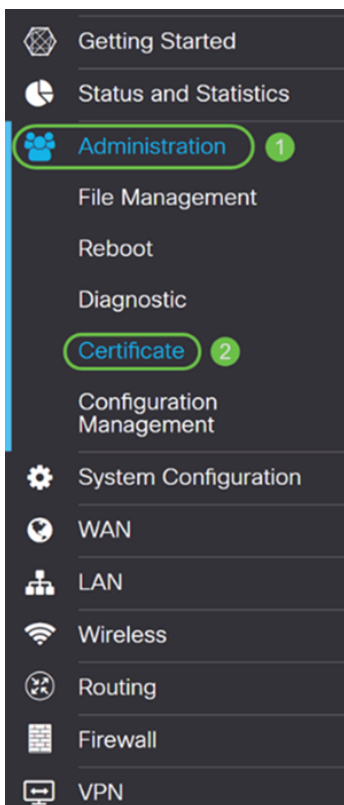 Getting Started
Status and Statistics
Administration 1
File Management
Reboot
Diagnostic
Certificate 2
Configuration
Management
System Configuration
WAN
LAN
Wireless
Routing
Firewall
VPN